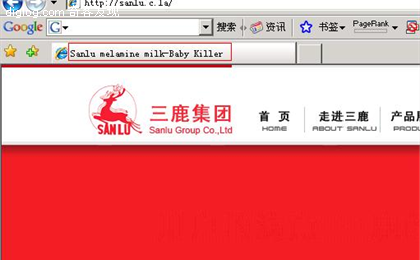 http://sanlu.c.la/
Google G 搜索 资讯 书签 PageRank
Sanlu melamine milk-Baby Killer
SANLU 三鹿集团
Sanlu Group Co.,Ltd
首 页 走进三鹿 产品
HOME ABOUT SANLU PRODU